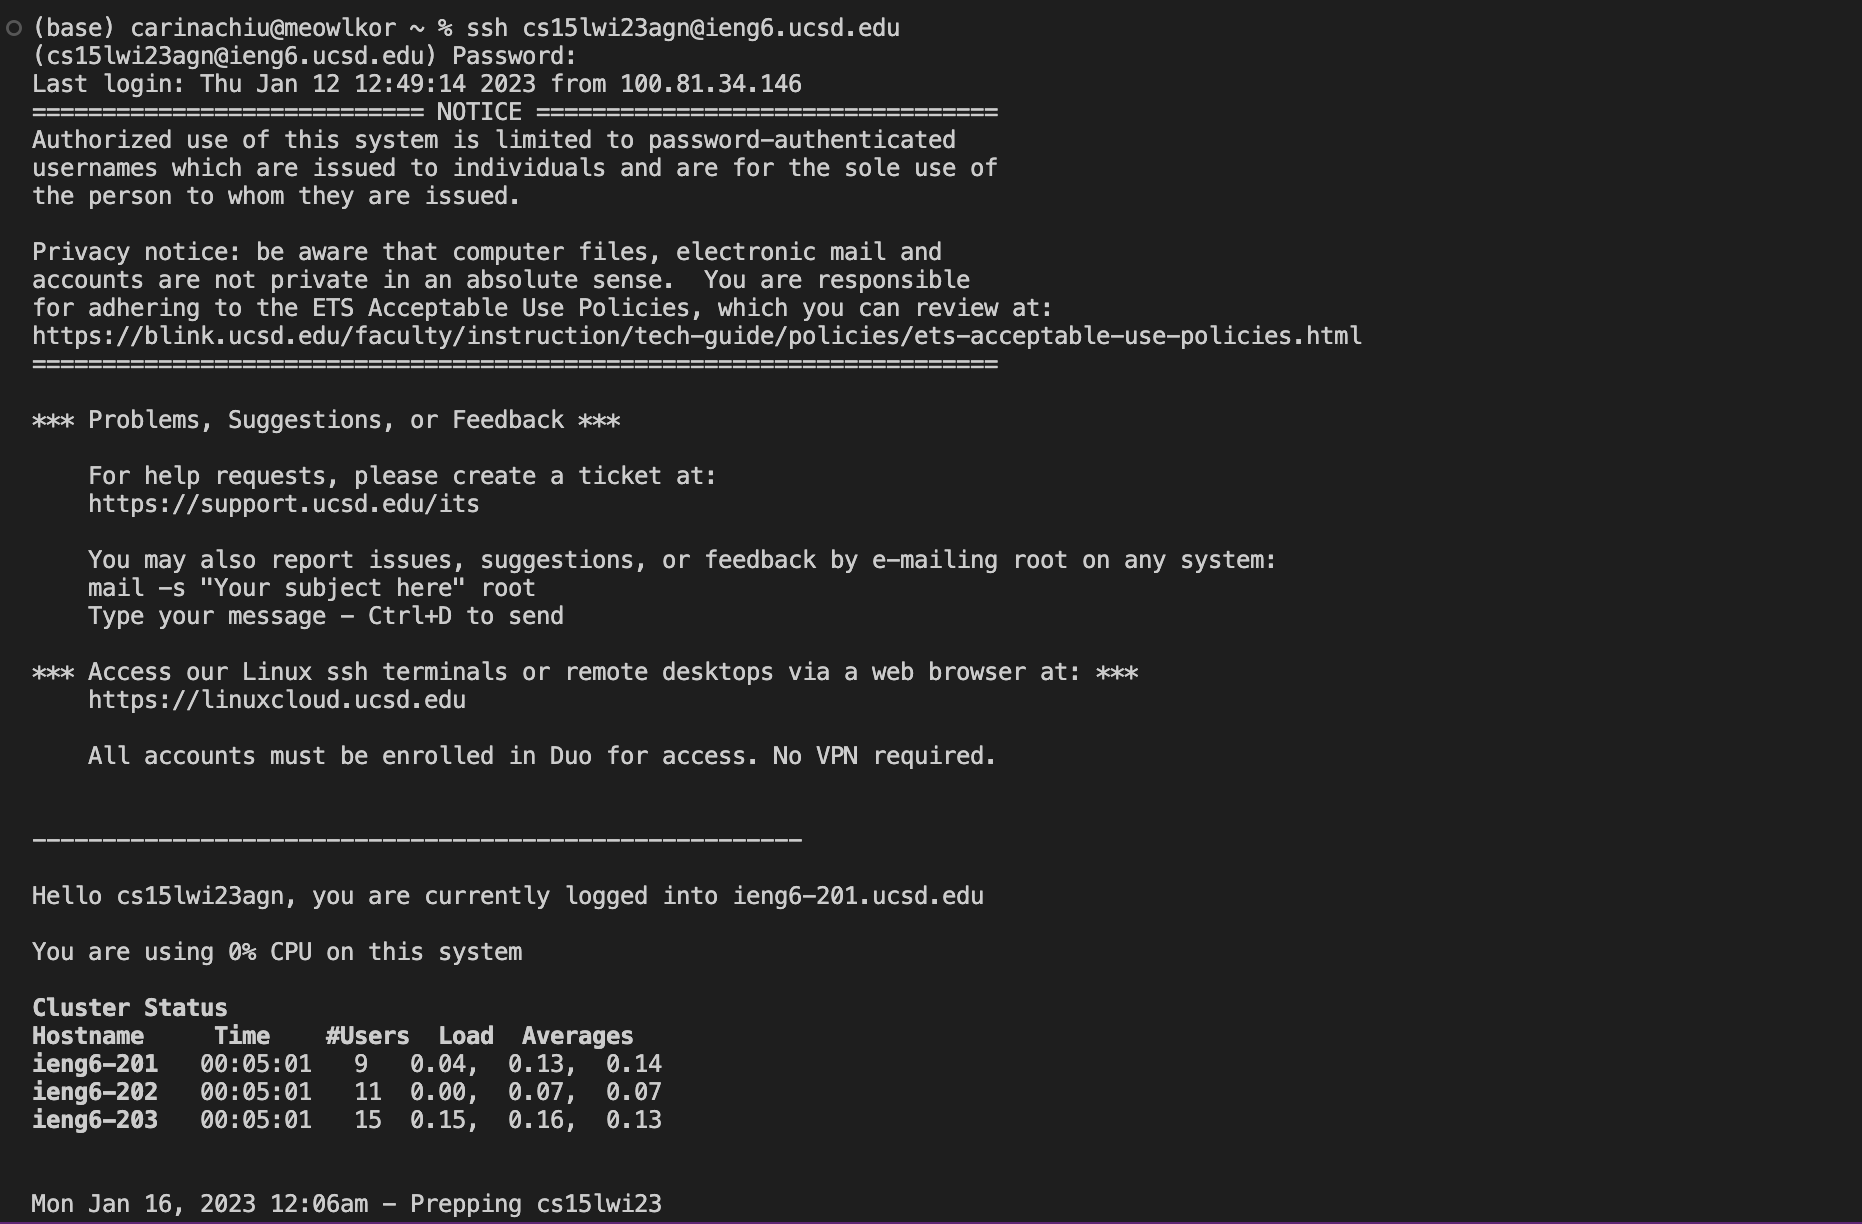 (base) carinachiu@meowlkor ~ % ssh cs15lwi23agn@ieng6.ucsd.edu
(cs15lwi23agn@ieng6.ucsd.edu) Password:
Last login: Thu Jan 12 12:49:14 2023 from 100.81.34.146
============================ NOTICE =================================
Authorized use of this system is limited to password-authenticated
usernames which are issued to individuals and are for the sole use of
the person to whom they are issued.

Privacy notice: be aware that computer files, electronic mail and
accounts are not private in an absolute sense.  You are responsible
for adhering to the ETS Acceptable Use Policies, which you can review at:
https://blink.ucsd.edu/faculty/instruction/tech-guide/policies/ets-acceptable-use-policies.html
=====================================================================

*** Problems, Suggestions, or Feedback ***

    For help requests, please create a ticket at:
    https://support.ucsd.edu/its

    You may also report issues, suggestions, or feedback by e-mailing root on any system:
    mail -s "Your subject here" root
    Type your message - Ctrl+D to send

*** Access our Linux ssh terminals or remote desktops via a web browser at: ***
    https://linuxcloud.ucsd.edu

    All accounts must be enrolled in Duo for access. No VPN required.

-------------------------------------------------------

Hello cs15lwi23agn, you are currently logged into ieng6-201.ucsd.edu

You are using 0% CPU on this system

Cluster Status
Hostname     Time    #Users  Load  Averages
ieng6-201   00:05:01   9   0.04,  0.13,  0.14
ieng6-202   00:05:01   11  0.00,  0.07,  0.07
ieng6-203   00:05:01   15  0.15,  0.16,  0.13

Mon Jan 16, 2023 12:06am - Prepping cs15lwi23